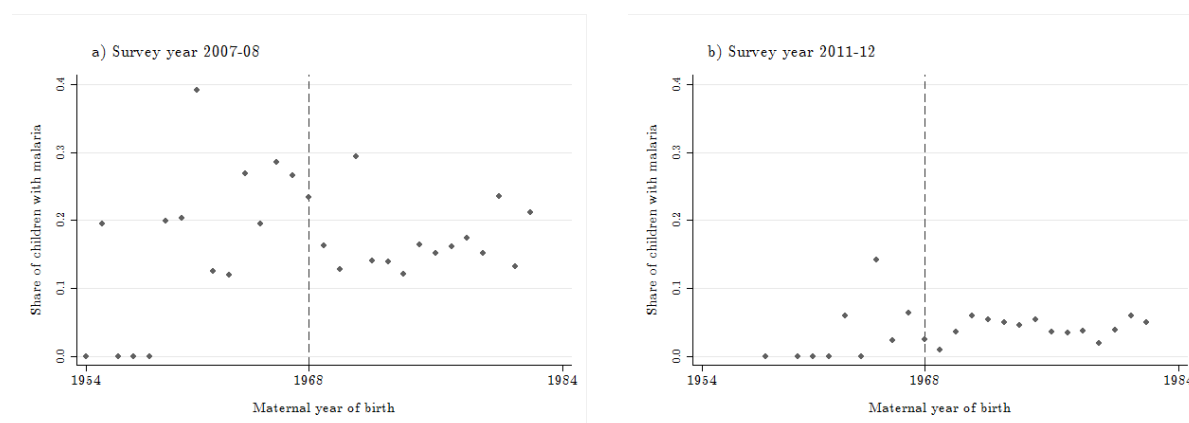 a) Survey year 2007-08
Share of children with malaria
0.4
0.3
0.2
0.1
0.0
1954
1968
1984
Maternal year of birth
b) Survey year 2011-12
Share of children with malaria
0.4
0.3
0.2
0.1
0.0
1954
1968
1984
Maternal year of birth